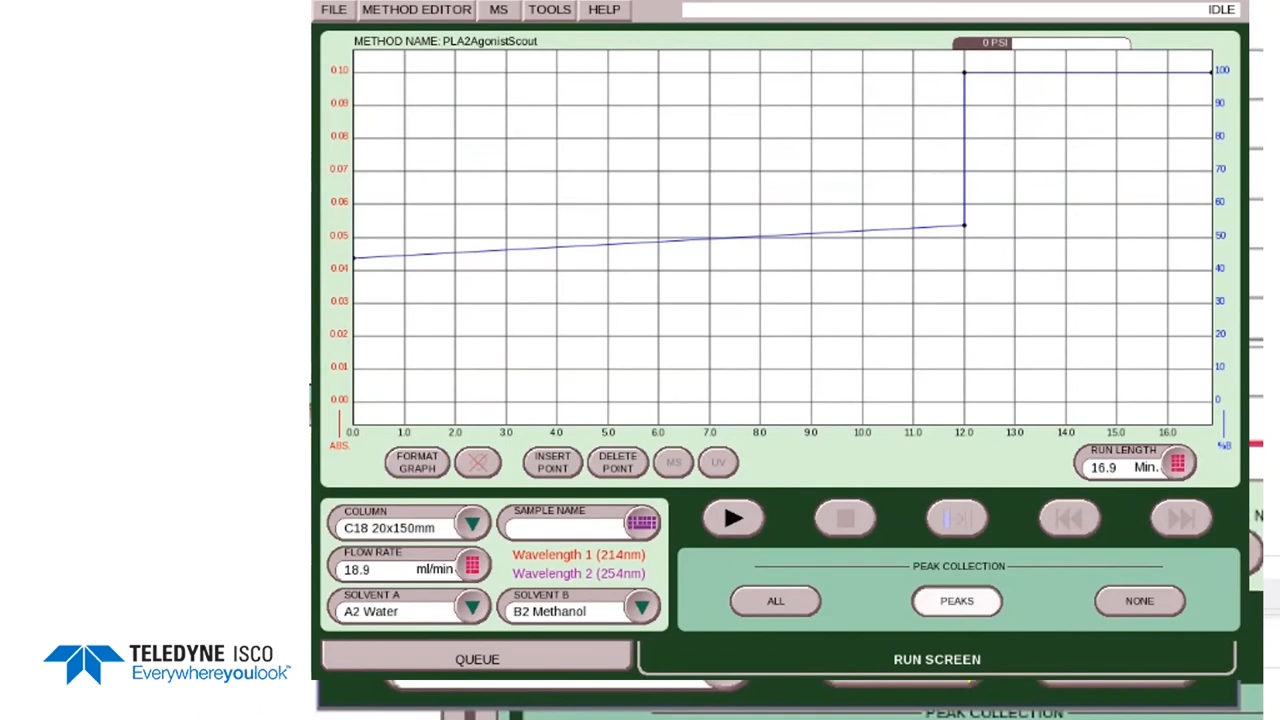 FILE METHOD EDITOR MS TOOLS HELP IDLE
METHOD NAME: PLA2AgonistScout 0 PSI
0.10 100
0.09 90
0.08 80
0.07 70
0.06 60
0.05 50
0.04 40
0.03 30
0.02 20
0.01 10
0.00 0
0.0 1.0 2.0 3.0 4.0 5.0 6.0 7.0 8.0 9.0 10.0 11.0 12.0 13.0 14.0 15.0 16.0
ABS. %B
FORMAT GRAPH
INSERT POINT
DELETE POINT
MS
UV
RUN LENGTH
16.9 Min.
COLUMN
C18 20x150mm
SAMPLE NAME
FLOW RATE
18.9 ml/min
Wavelength 1 (214nm)
Wavelength 2 (254nm)
SOLVENT A
A2 Water
SOLVENT B
B2 Methanol
PEAK COLLECTION
ALL PEAKS NONE
QUEUE RUN SCREEN
PEAK COLLECTION
TELEDYNE ISCO
Everywhereyoulook™